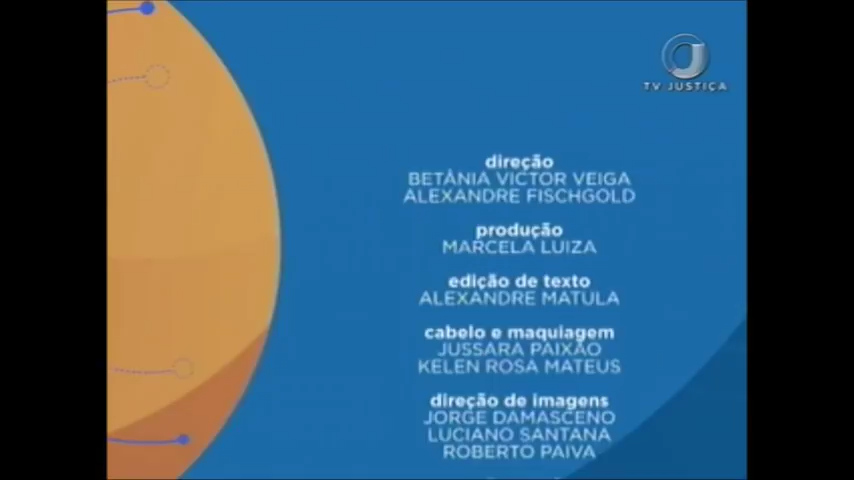 TV JUSTIÇA
direção
BETÂNIA VICTOR VEIGA
ALEXANDRE FISCHGOLD
produção
MARCELA LUIZA
edição de texto
ALEXANDRE MATULA
cabelo e maquiagem
JUSSARA PAIXÃO
KELEN ROSA MATEUS
direção de imagens
JORGE DAMASCENO
LUCIANO SANTANA
ROBERTO PAIVA